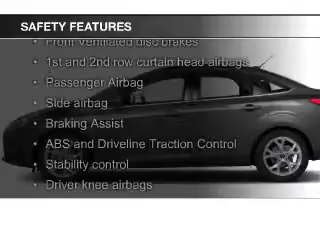 SAFETY FEATURES
• Front Ventilated disc brakes
• 1st and 2nd row curtain head airbags
• Passenger Airbag
• Side airbag
• Braking Assist
• ABS and Driveline Traction Control
• Stability control
• Driver knee airbags